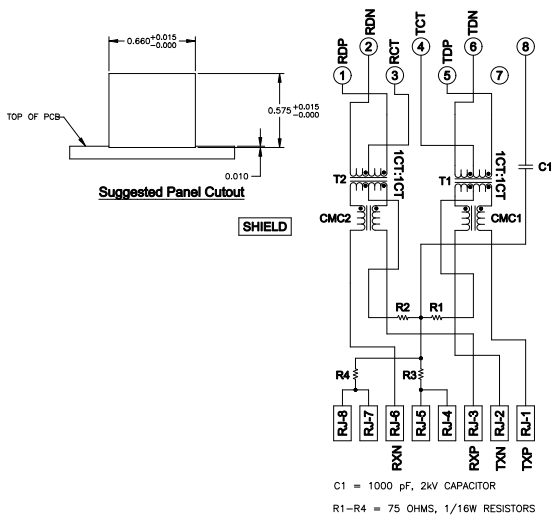 0.660 +0.015 -0.000
0.575 +0.015 -0.000
TOP OF PCB
0.010
Suggested Panel Cutout
SHIELD
RDP
RDN
RCT
TCT
TDP
TDN
1
2
3
4
5
6
7
8
C1
T2
1CT:1CT
T1
1CT:1CT
CMC2
CMC1
R2
R1
R4
R3
RJ-8
RJ-7
RJ-6
RJ-5
RJ-4
RJ-3
RJ-2
RJ-1
RXN
RXP
TXN
TXP
C1 = 1000 pF, 2kV CAPACITOR
R1-R4 = 75 OHMS, 1/16W RESISTORS